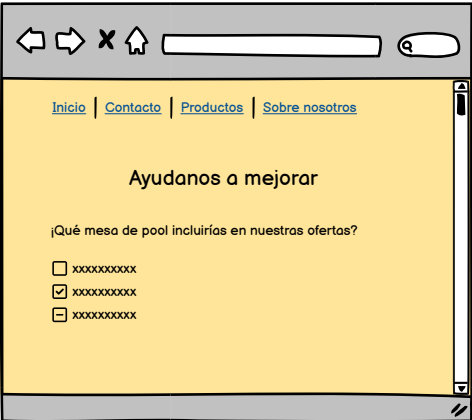 Inicio | Contacto | Productos | Sobre nosotros
Ayudanos a mejorar
¡Qué mesa de pool incluirías en nuestras ofertas?
xxxxxxxxxx
xxxxxxxxxx
xxxxxxxxxx